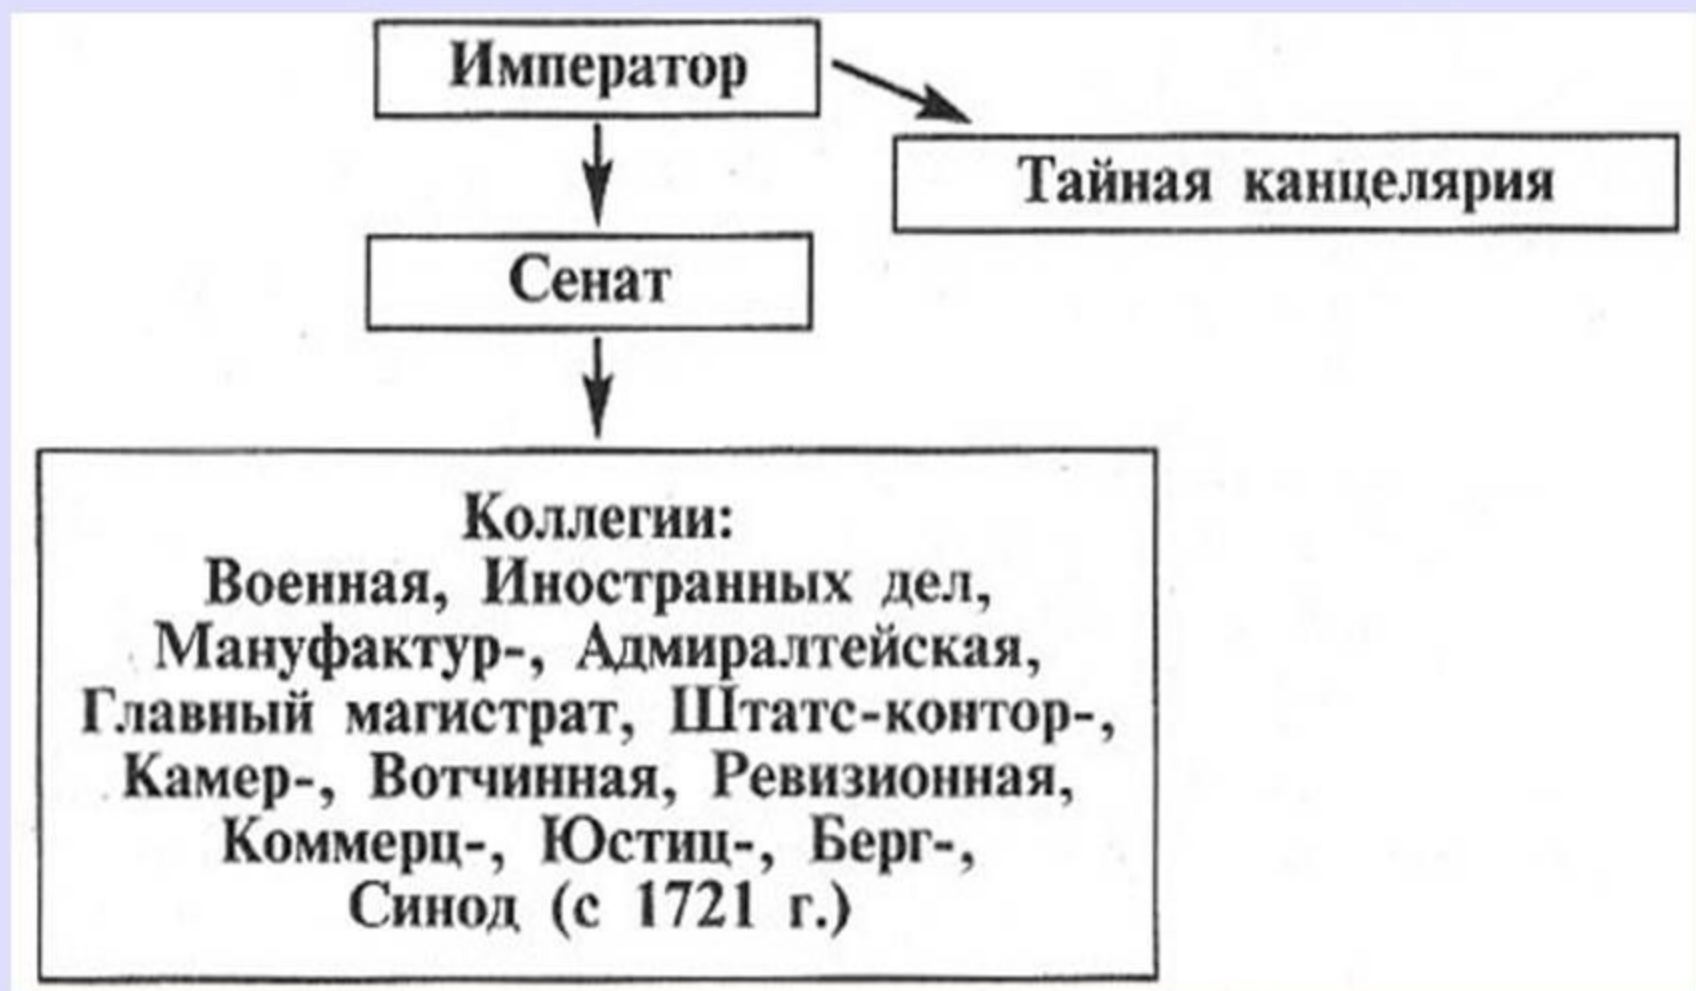 Император
Тайная канцелярия
Сенат
Коллегии:
Военная, Иностранных дел,
Мануфактур-, Адмиралтейская,
Главный магистрат, Штатс-контор-,
Камер-, Вотчинная, Ревизионная,
Коммерц-, Юстиц-, Берг-,
Синод (с 1721 г.)